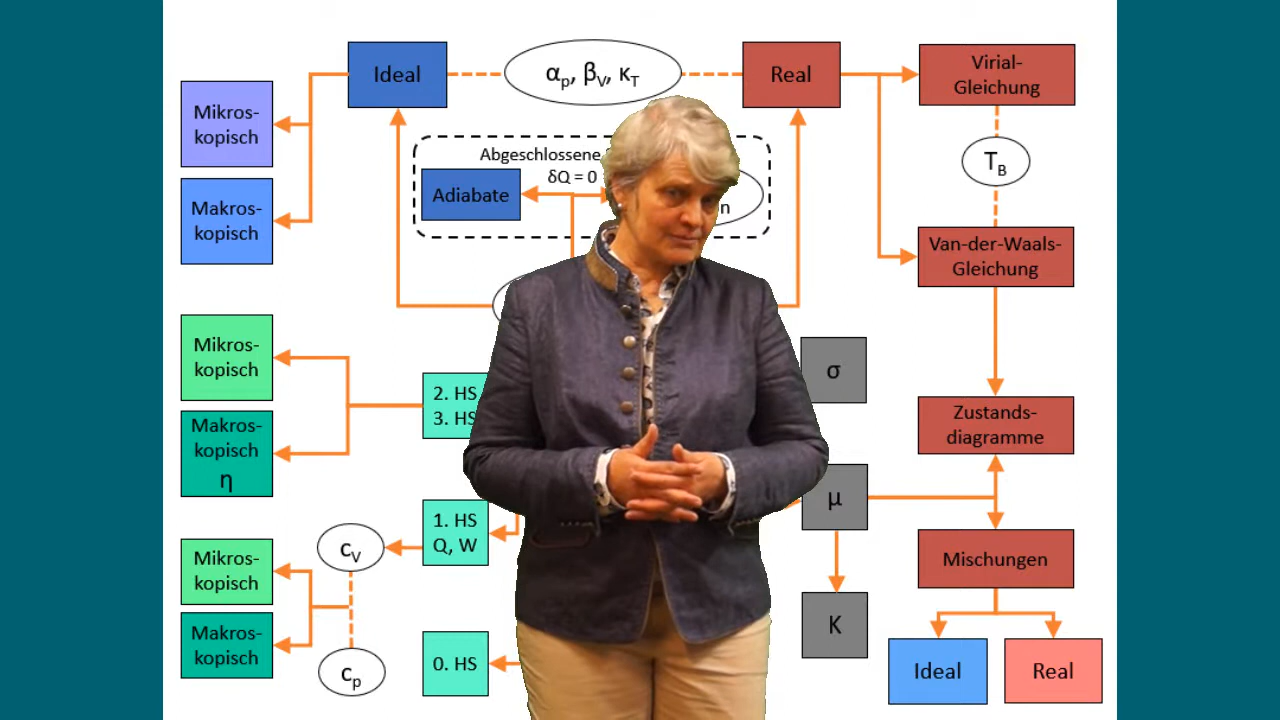 Ideal
αp, βV, κT
Real
Virial-
Gleichung
Mikros-
kopisch
Makros-
kopisch
Abgeschlossene
δQ = 0
Adiabate
n
TB
Van-der-Waals-
Gleichung
Mikros-
kopisch
Makros-
kopisch
η
2. HS
3. HS
σ
Zustands-
diagramme
1. HS
Q, W
μ
cV
Mikros-
kopisch
Makros-
kopisch
cp
0. HS
K
Mischungen
Ideal
Real